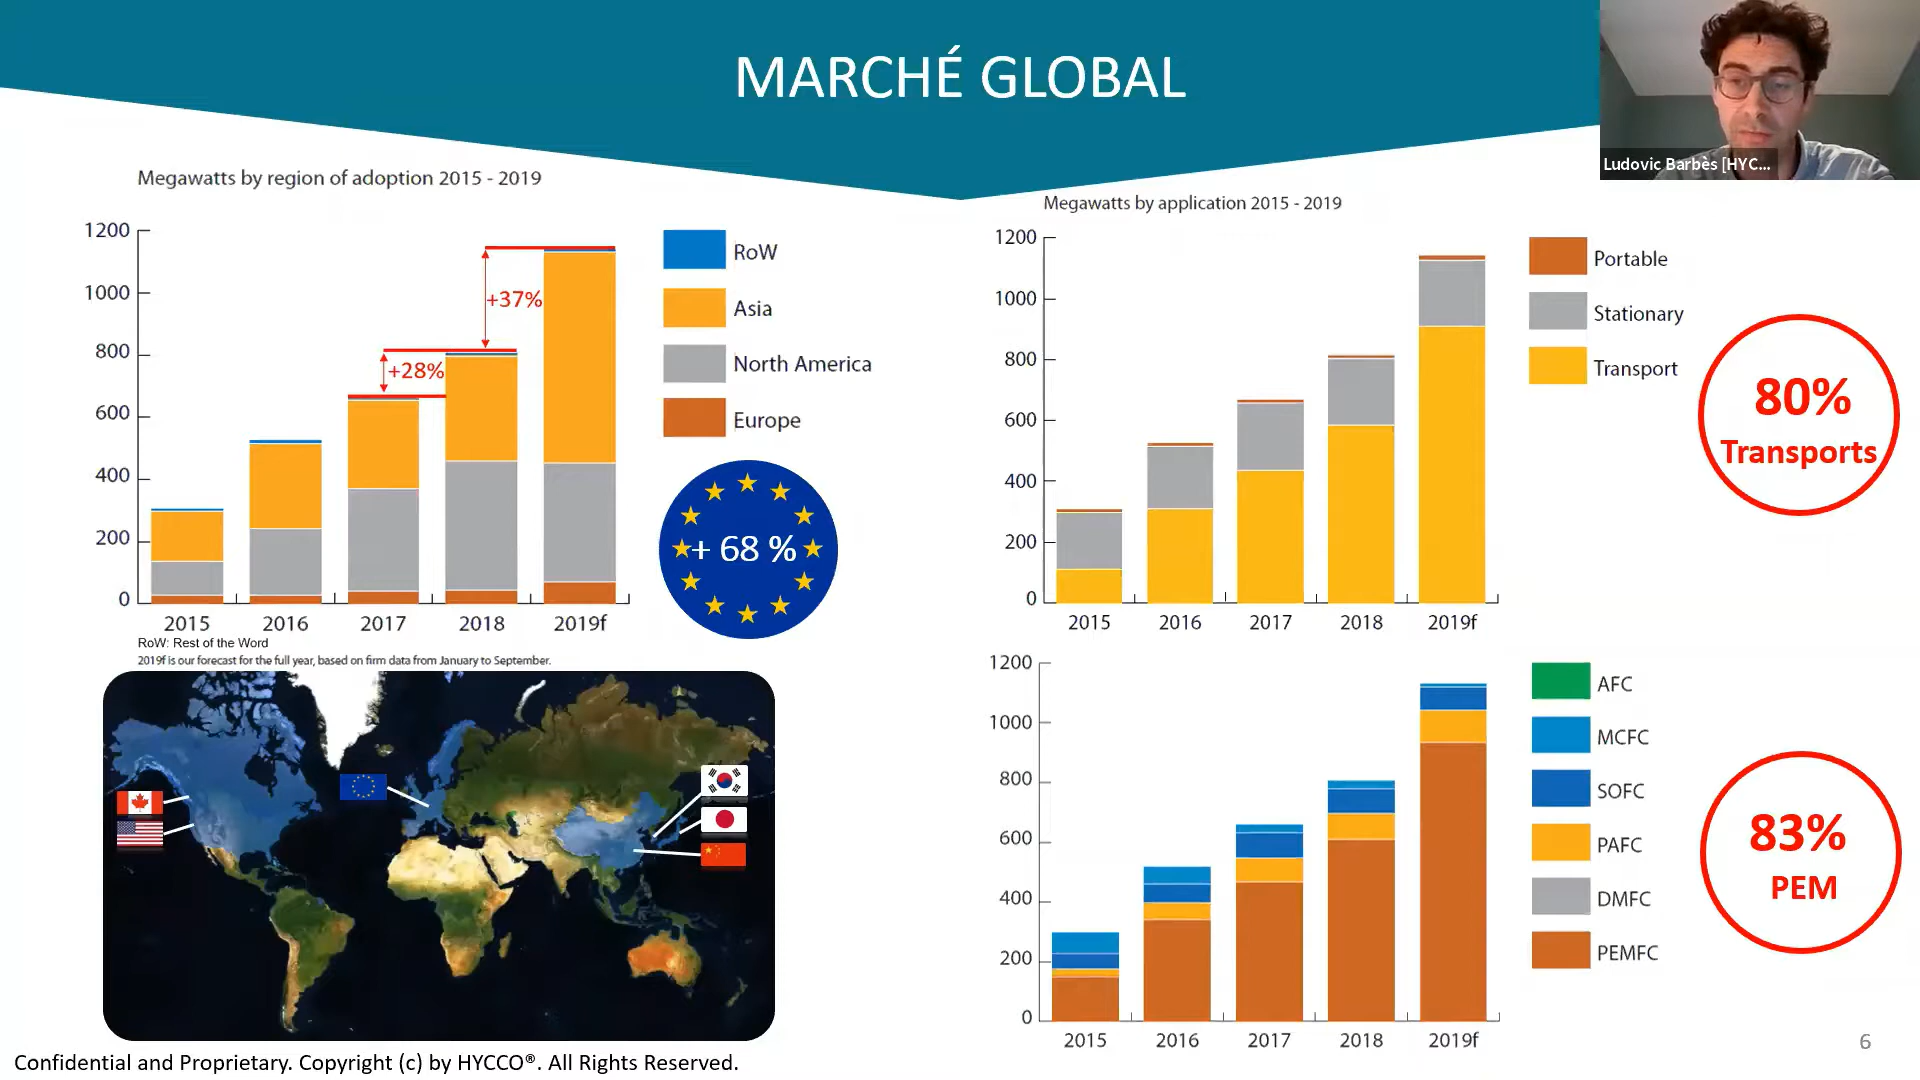 MARCHÉ GLOBAL
Ludovic Barbès [HYC...
Megawatts by region of adoption 2015 - 2019
1200
1000
800
600
400
200
0
+37%
+28%
2015 2016 2017 2018 2019f
RoW
Asia
North America
Europe
+ 68 %
RoW: Rest of the Word
2019f is our forecast for the full year, based on firm data from January to September.
Megawatts by application 2015 - 2019
1200
1000
800
600
400
200
0
2015 2016 2017 2018 2019f
Portable
Stationary
Transport
80%
Transports
1200
1000
800
600
400
200
0
2015 2016 2017 2018 2019f
AFC
MCFC
SOFC
PAFC
DMFC
PEMFC
83%
PEM
6
Confidential and Proprietary. Copyright (c) by HYCCO®. All Rights Reserved.